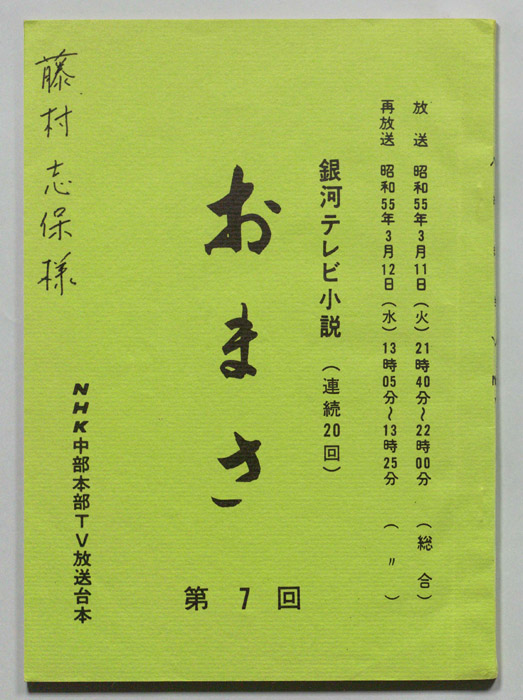 放送 昭和55年3月11日(火)21時40分~22時00分(総合)
再放送 昭和55年3月12日(水)13時05分~13時25分(〃)
銀河テレビ小説(連続20回)
おまさ
第7回
NHK中部本部TV放送台本
藤村志保様